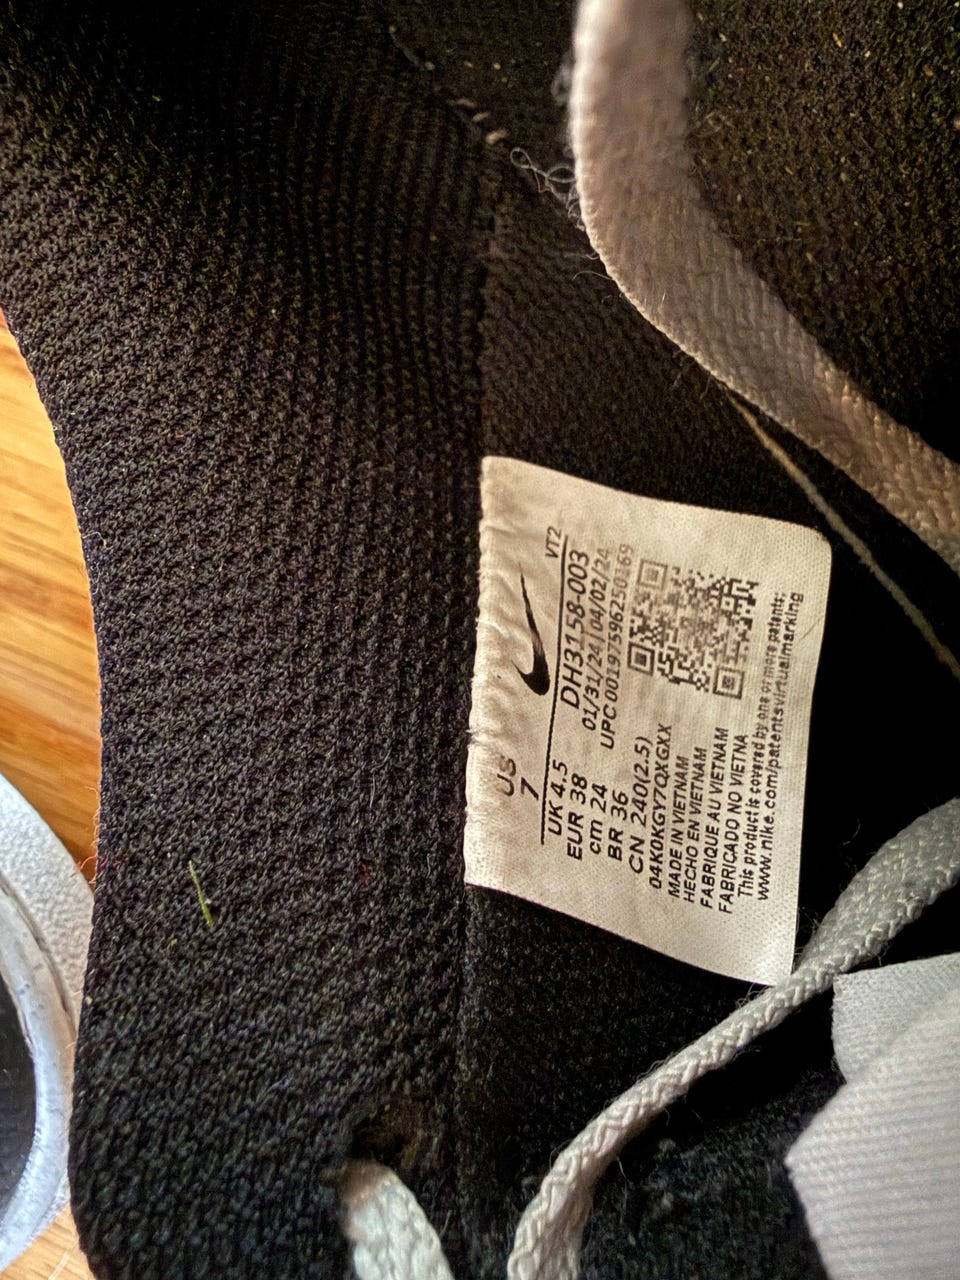 US
7
VT2
UK 4.5
DH3158-003
EUR 38
01/31/24 | 04/02/24
cm 24
UPC 00197596250169
BR 36
CN 240(2.5)
04K0KGY7QXGXX
MADE IN VIETNAM
HECHO EN VIETNAM
FABRIQUE AU VIETNAM
FABRICADO NO VIETNA
This product is covered by one or more patents;
www.nike.com/patentsvirtualmarking